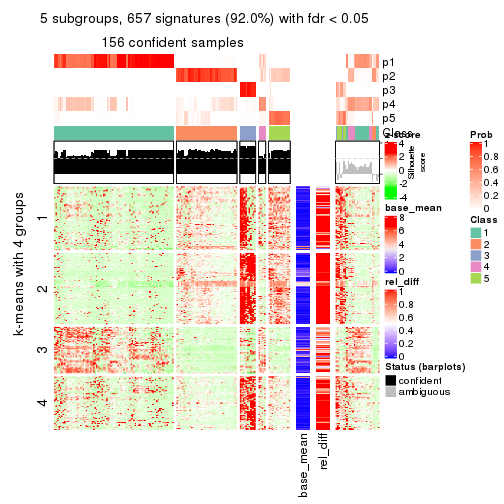 5 subgroups, 657 signatures (92.0%) with fdr < 0.05
156 confident samples
p1
p2
p3
p4
p5
Class
Silhouette
score
k-means with 4 groups
1
2
3
4
base_mean
rel_diff
z-score
4
2
0
-2
-4
base_mean
8
6
4
2
0
rel_diff
1
0.8
0.6
0.4
0.2
0
Status (barplots)
confident
ambiguous
Prob
1
0.8
0.6
0.4
0.2
0
Class
1
2
3
4
5